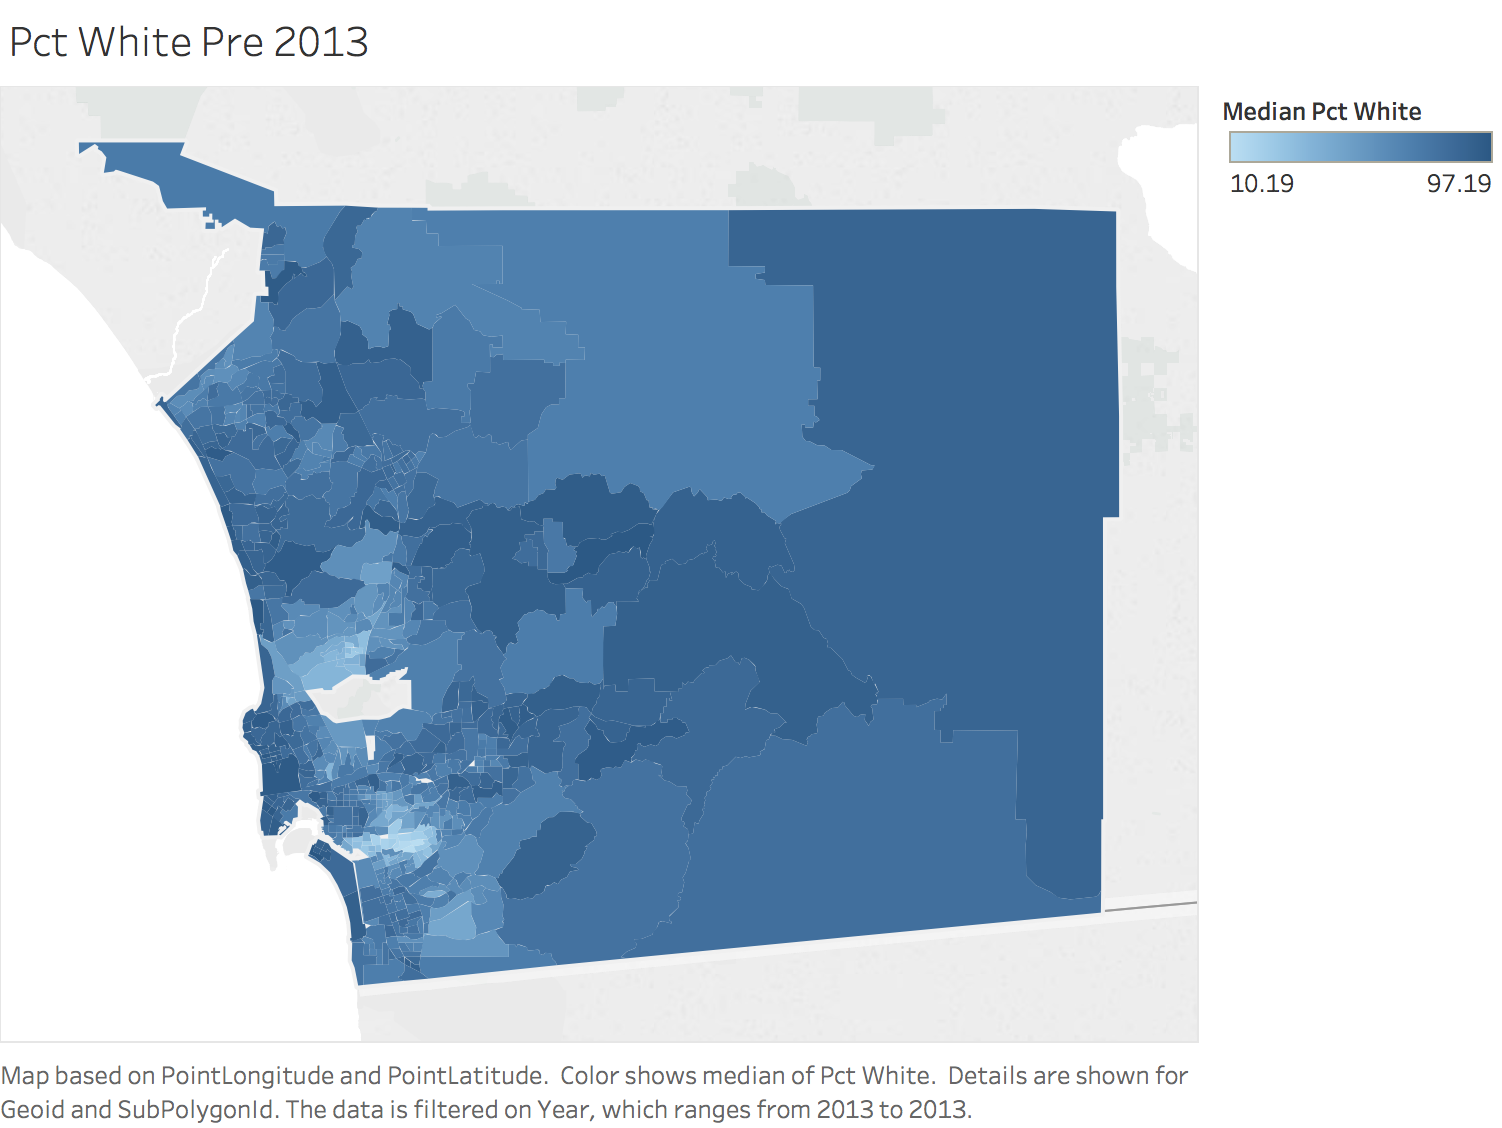 Pct White Pre 2013
Median Pct White
10.19 97.19
Map based on PointLongitude and PointLatitude.  Color shows median of Pct White.  Details are shown for
Geoid and SubPolygonId. The data is filtered on Year, which ranges from 2013 to 2013.